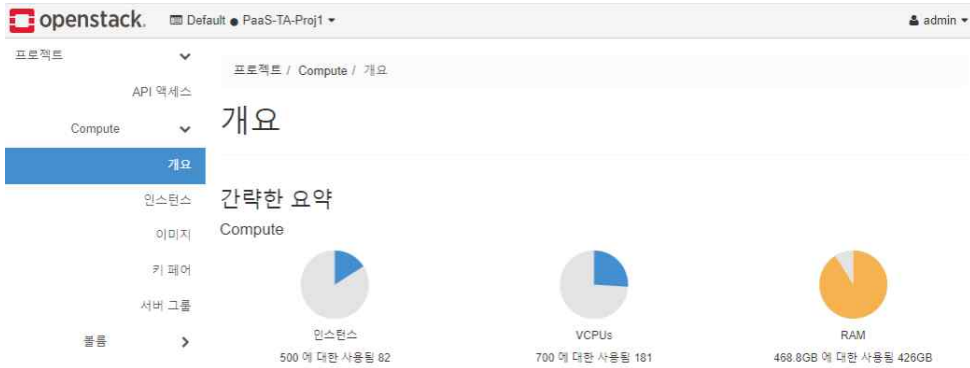 openstack. Default ● PaaS-TA-Proj1 admin
프로젝트
API 액세스
Compute
개요
인스턴스
이미지
키 페어
서버 그룹
볼륨
프로젝트 / Compute / 개요
개요
간략한 요약
Compute
인스턴스
500 에 대한 사용됨 82
VCPUs
700 에 대한 사용됨 181
RAM
468.8GB 에 대한 사용됨 426GB